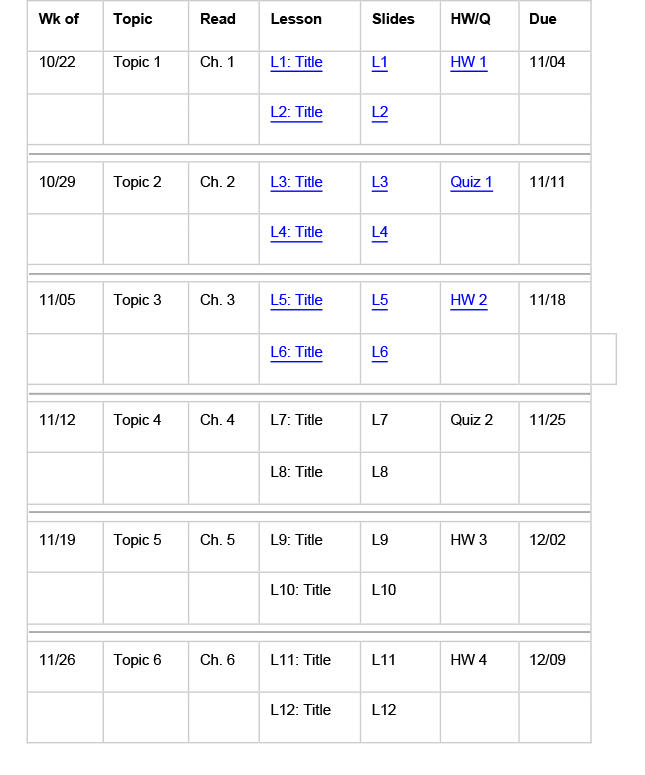 Wk of Topic Read Lesson Slides HW/Q Due
10/22 Topic 1 Ch. 1 L1: Title L1 HW 1 11/04
L2: Title L2
10/29 Topic 2 Ch. 2 L3: Title L3 Quiz 1 11/11
L4: Title L4
11/05 Topic 3 Ch. 3 L5: Title L5 HW 2 11/18
L6: Title L6
11/12 Topic 4 Ch. 4 L7: Title L7 Quiz 2 11/25
L8: Title L8
11/19 Topic 5 Ch. 5 L9: Title L9 HW 3 12/02
L10: Title L10
11/26 Topic 6 Ch. 6 L11: Title L11 HW 4 12/09
L12: Title L12